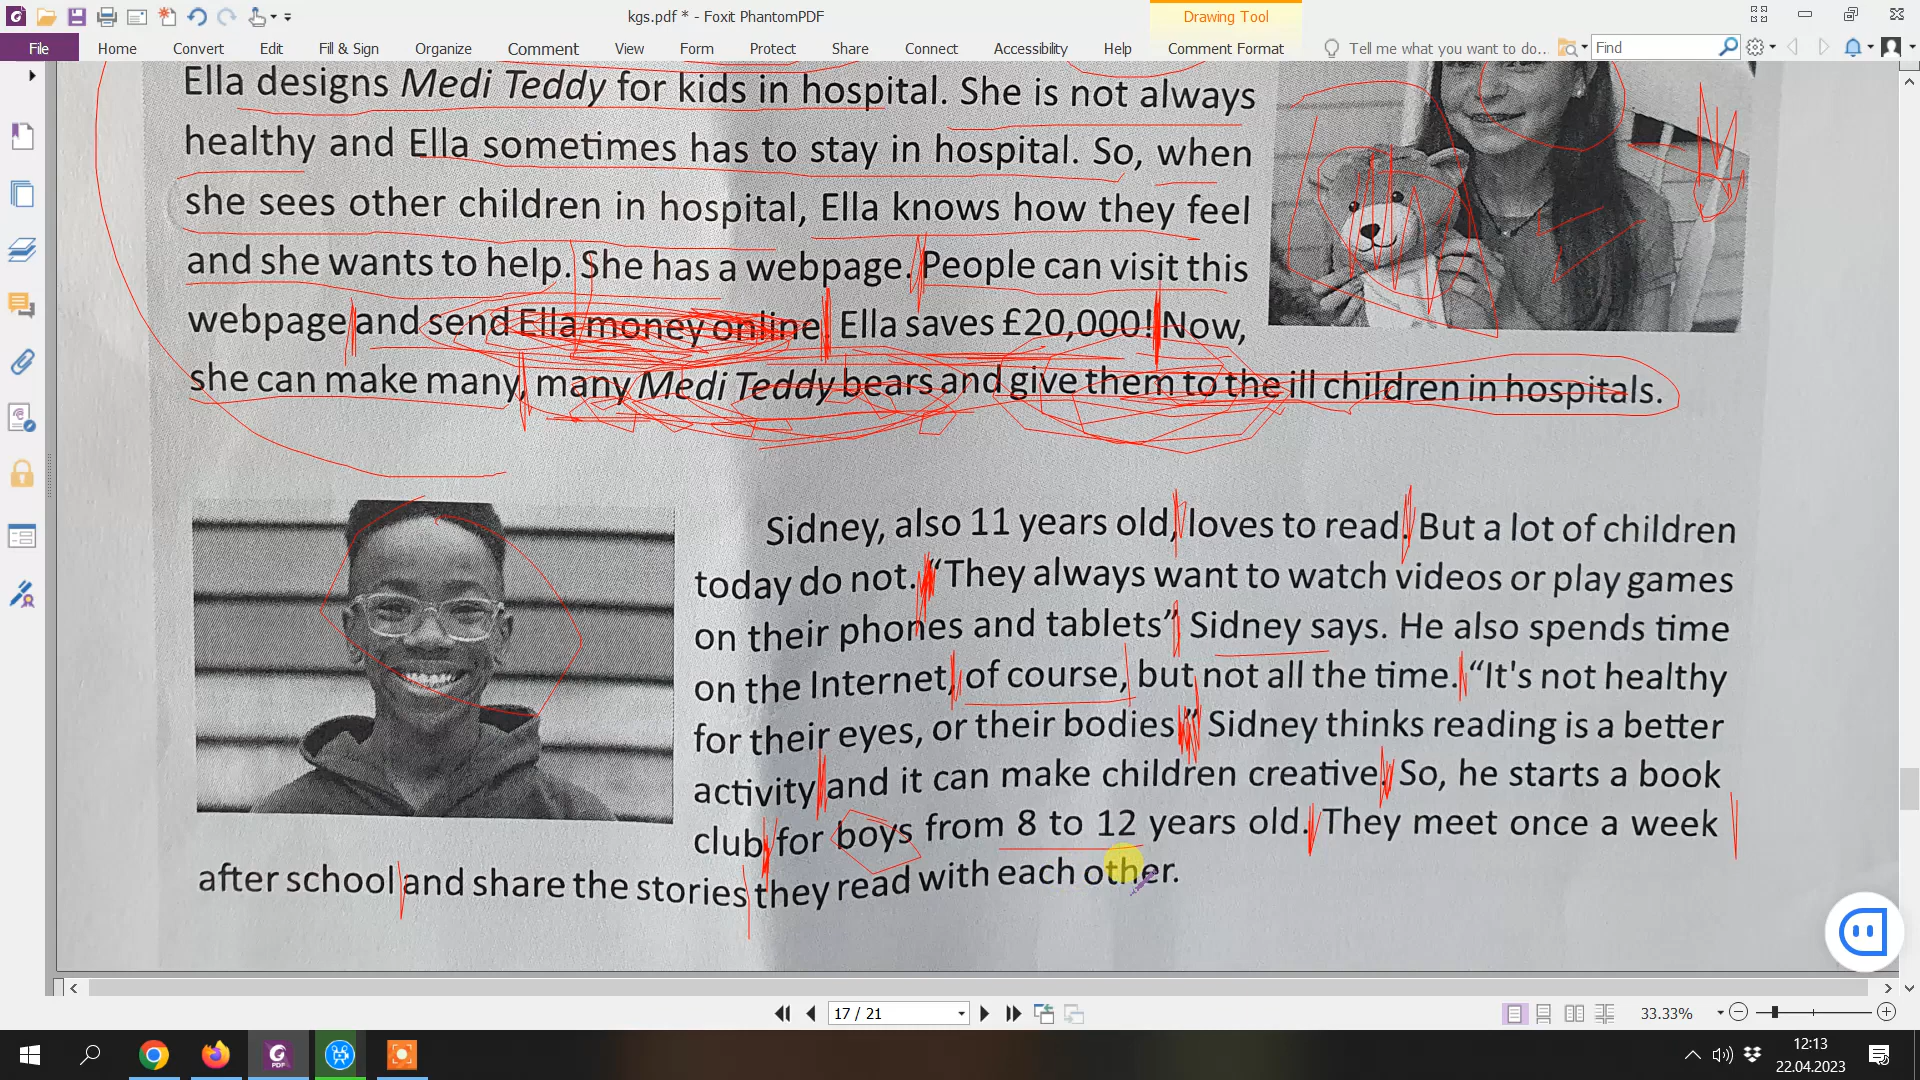 kgs.pdf * - Foxit PhantomPDF
Drawing Tool
File Home Convert Edit Fill & Sign Organize Comment View Form Protect Share Connect Accessibility Help Comment Format Tell me what you want to do... Find
Ella designs Medi Teddy for kids in hospital. She is not always
healthy and Ella sometimes has to stay in hospital. So, when
she sees other children in hospital, Ella knows how they feel
and she wants to help. She has a webpage. People can visit this
webpage and send Ella money online. Ella saves £20,000! Now,
she can make many, many Medi Teddy bears and give them to the ill children in hospitals.
Sidney, also 11 years old, loves to read. But a lot of children
today do not. “They always want to watch videos or play games
on their phones and tablets” Sidney says. He also spends time
on the Internet, of course, but not all the time. “It's not healthy
for their eyes, or their bodies.” Sidney thinks reading is a better
activity and it can make children creative. So, he starts a book
club for boys from 8 to 12 years old. They meet once a week
after school and share the stories they read with each other.
17 / 21
33.33%
PDF
12:13
22.04.2023